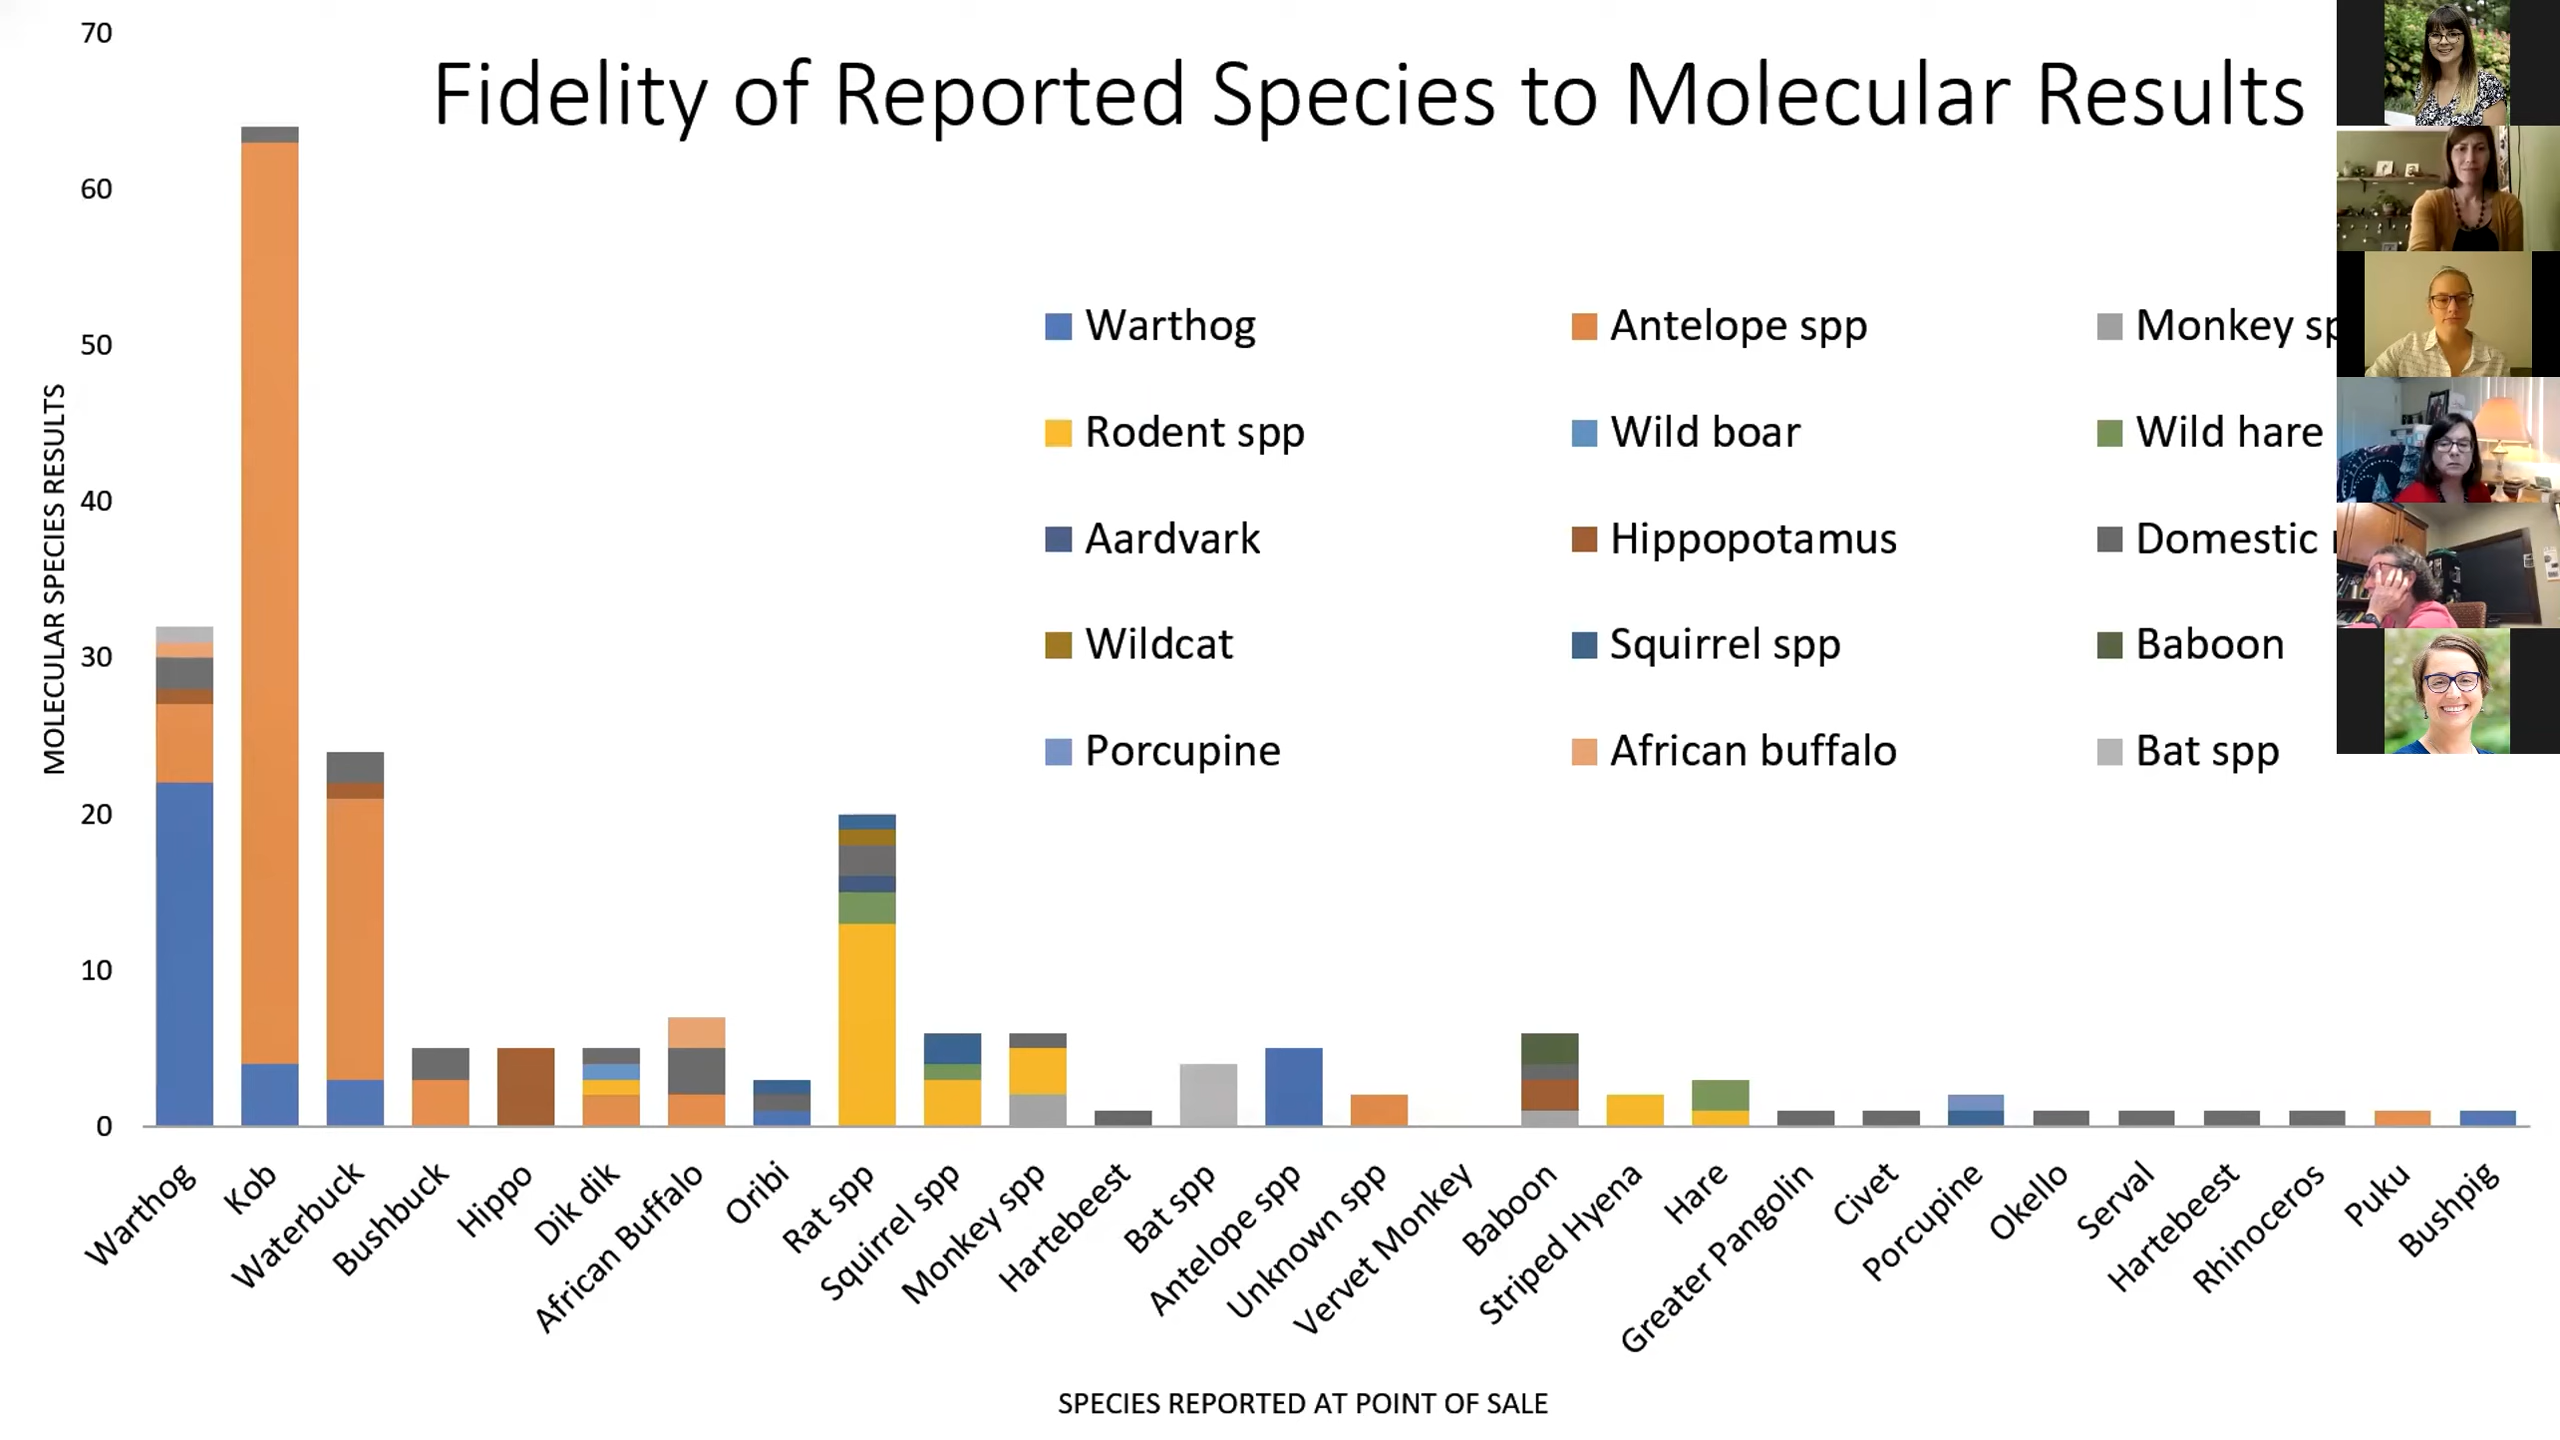 Fidelity of Reported Species to Molecular Results
70
60
50
40
30
20
10
0
MOLECULAR SPECIES RESULTS
Warthog
Antelope spp
Monkey
Rodent spp
Wild boar
Wild hare
Aardvark
Hippopotamus
Domestic
Wildcat
Squirrel spp
Baboon
Porcupine
African buffalo
Bat spp
Warthog
Kob
Waterbuck
Bushbuck
Hippo
Dik dik
African Buffalo
Oribi
Rat spp
Squirrel spp
Monkey spp
Hartebeest
Bat spp
Antelope spp
Unknown spp
Vervet Monkey
Baboon
Striped Hyena
Hare
Greater Pangolin
Civet
Porcupine
Okello
Serval
Hartebeest
Rhinoceros
Puku
Bushpig
SPECIES REPORTED AT POINT OF SALE